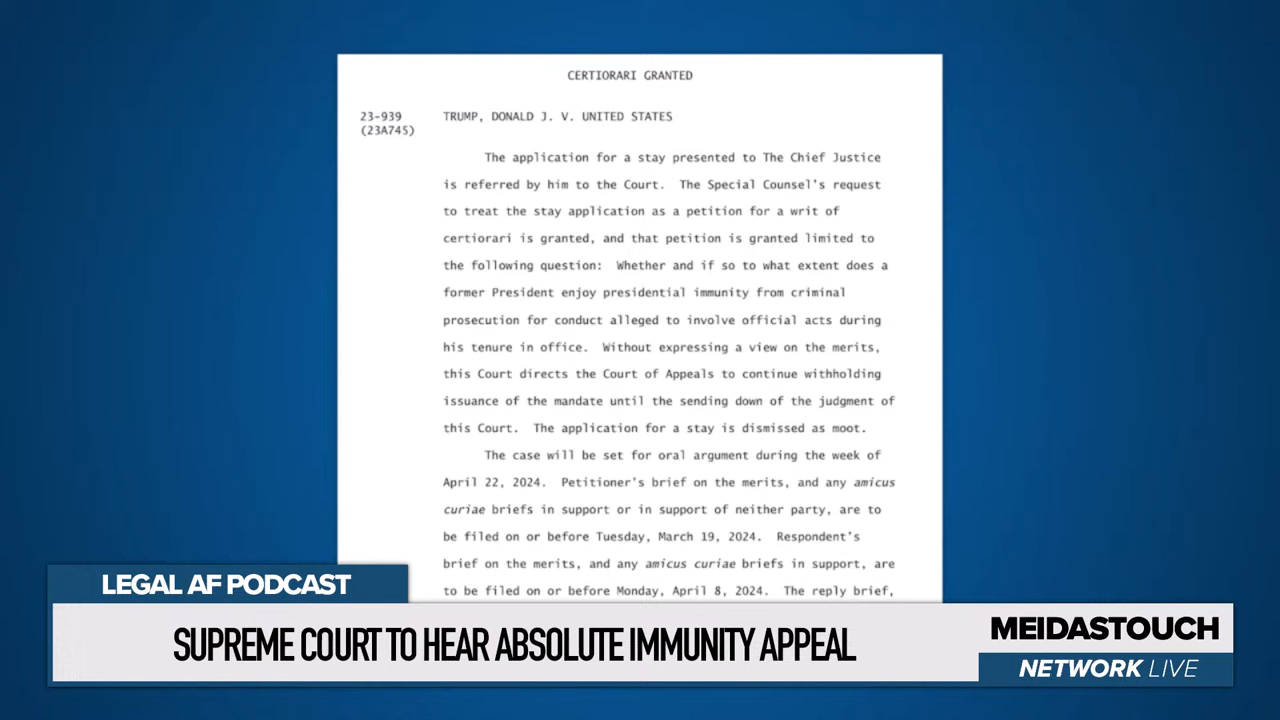 CERTIORARI GRANTED
23-939 TRUMP, DONALD J. V. UNITED STATES
(23A745)
The application for a stay presented to The Chief Justice
is referred by him to the Court. The Special Counsel's request
to treat the stay application as a petition for a writ of
certiorari is granted, and that petition is granted limited to
the following question: Whether and if so to what extent does a
former President enjoy presidential immunity from criminal
prosecution for conduct alleged to involve official acts during
his tenure in office. Without expressing a view on the merits,
this Court directs the Court of Appeals to continue withholding
issuance of the mandate until the sending down of the judgment of
this Court. The application for a stay is dismissed as moot.
The case will be set for oral argument during the week of
April 22, 2024. Petitioner's brief on the merits, and any amicus
curiae briefs in support or in support of neither party, are to
be filed on or before Tuesday, March 19, 2024. Respondent's
brief on the merits, and any amicus curiae briefs in support, are
to be filed on or before Monday, April 8, 2024. The reply brief,
LEGAL AF PODCAST
SUPREME COURT TO HEAR ABSOLUTE IMMUNITY APPEAL
MEIDASTOUCH
NETWORK LIVE